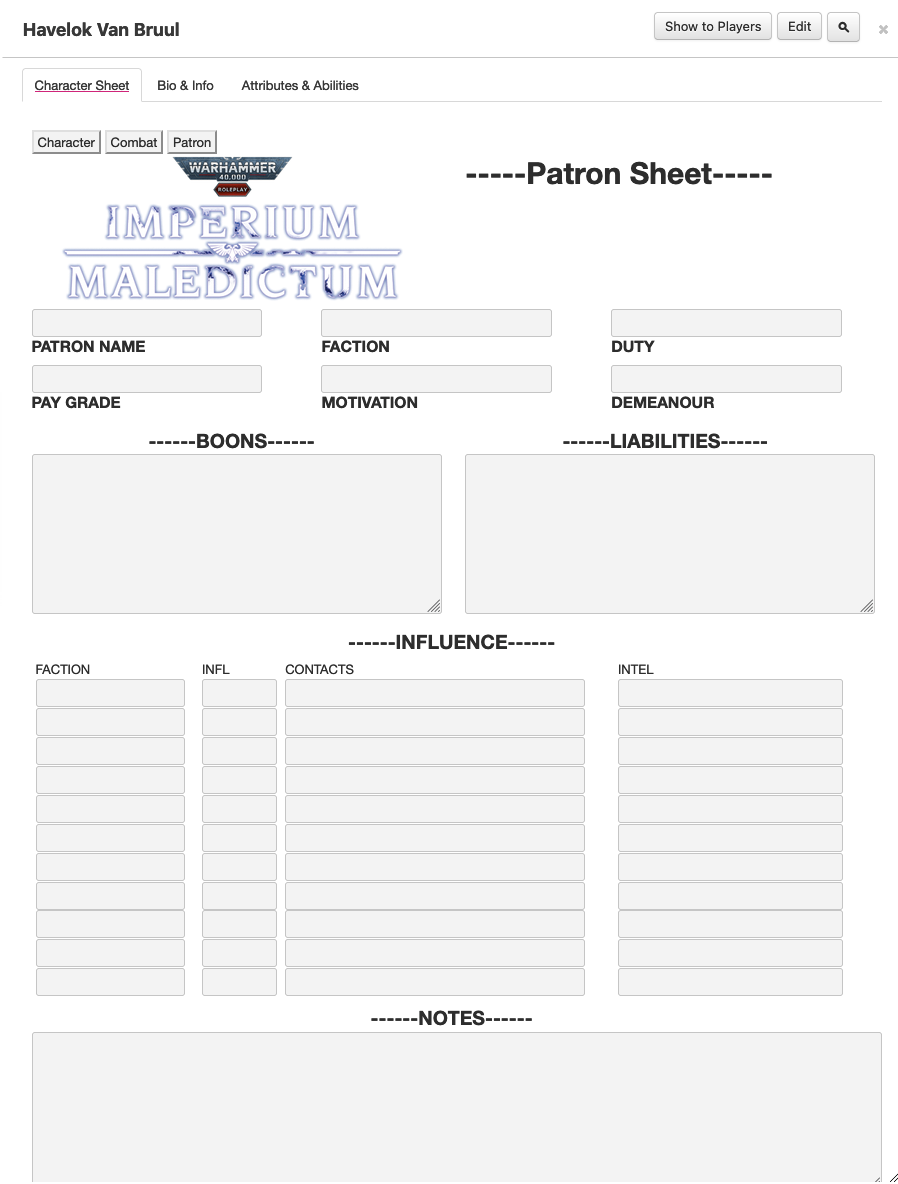 Havelok Van Bruul
Show to Players Edit
Character Sheet Bio & Info Attributes & Abilities
Character Combat Patron
WARHAMMER
40,000
ROLEPLAY
-----Patron Sheet-----
IMPERIUM
MALEDICTUM
PATRON NAME FACTION DUTY
PAY GRADE MOTIVATION DEMEANOUR
------BOONS------ ------LIABILITIES------
------INFLUENCE------
FACTION INFL CONTACTS INTEL
------NOTES------